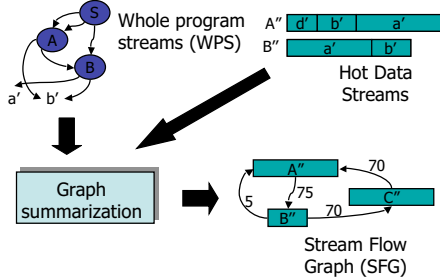 S
Whole program
streams (WPS)
A
B
a′ b′
A″ d′ b′ a′
B″ a′ b′
Hot Data
Streams
Graph
summarization
A″
70
5
75
C″
B″
70
Stream Flow
Graph (SFG)